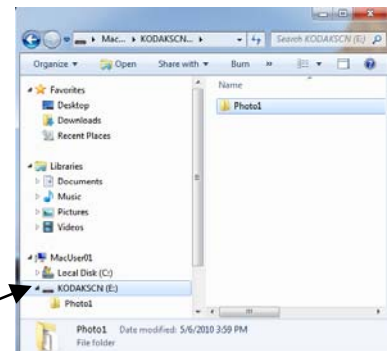 Mac... ▸ KODAKSCN... ▸
Search KODAKSCN (E:)
Organize Open Share with Burn »
Favorites
Desktop
Downloads
Recent Places
Libraries
Documents
Music
Pictures
Videos
MacUser01
Local Disk (C:)
KODAKSCN (E:)
Photo1
Name
Photo1
Photo1 Date modified: 5/6/2010 3:59 PM
File folder